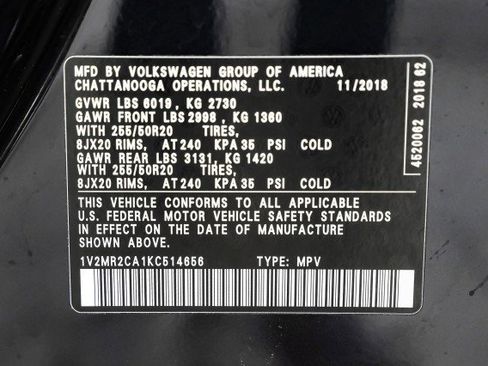 MFD BY VOLKSWAGEN GROUP OF AMERICA
CHATTANOOGA OPERATIONS, LLC. 11/2018
GVWR LBS 6019, KG 2730
GAWR FRONT LBS 2998, KG 1360
WITH 255/50R20 TIRES,
8JX20 RIMS, AT 240 KPA 35 PSI COLD
GAWR REAR LBS 3131, KG 1420
WITH 255/50R20 TIRES,
8JX20 RIMS, AT 240 KPA 35 PSI COLD
THIS VEHICLE CONFORMS TO ALL APPLICABLE
U.S. FEDERAL MOTOR VEHICLE SAFETY STANDARDS
IN EFFECT ON THE DATE OF MANUFACTURE
SHOWN ABOVE.
1V2MR2CA1KC514656 TYPE: MPV
4520062 2018 62